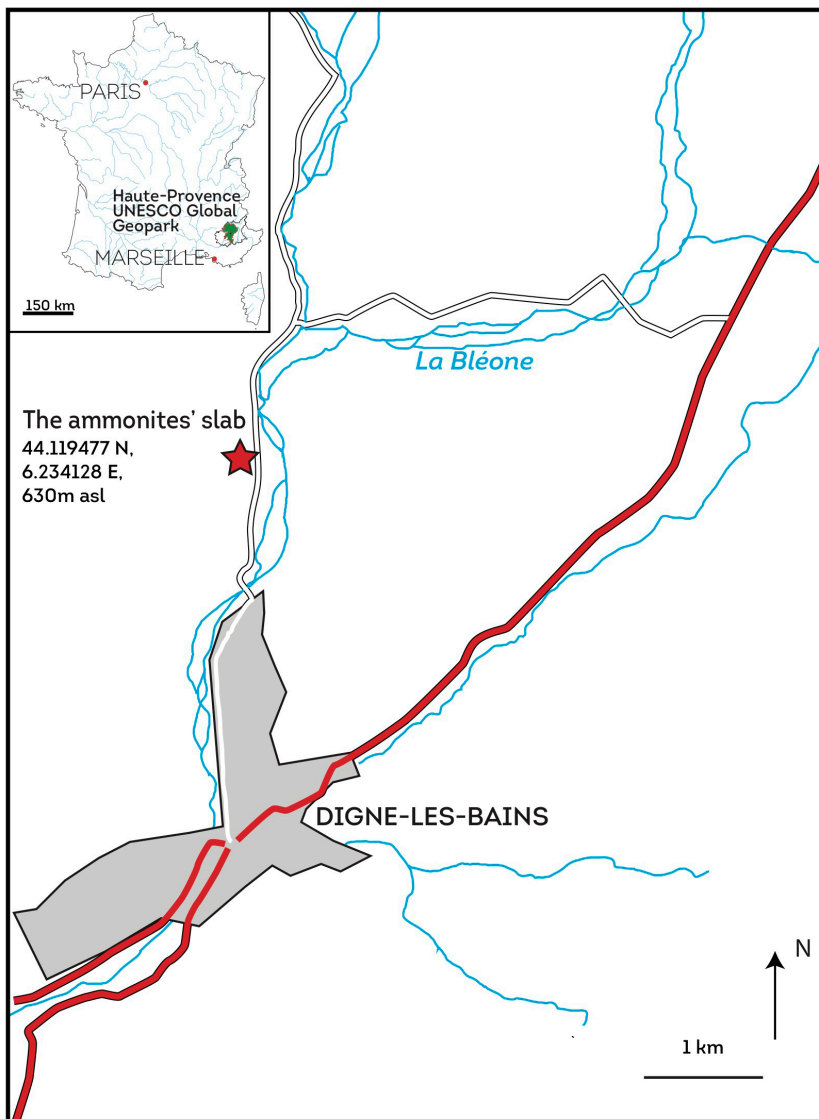 PARIS
Haute-Provence
UNESCO Global
Geopark
MARSEILLE
150 km
La Bléone
The ammonites' slab
44.119477 N,
6.234128 E,
630m asl
DIGNE-LES-BAINS
N
1 km